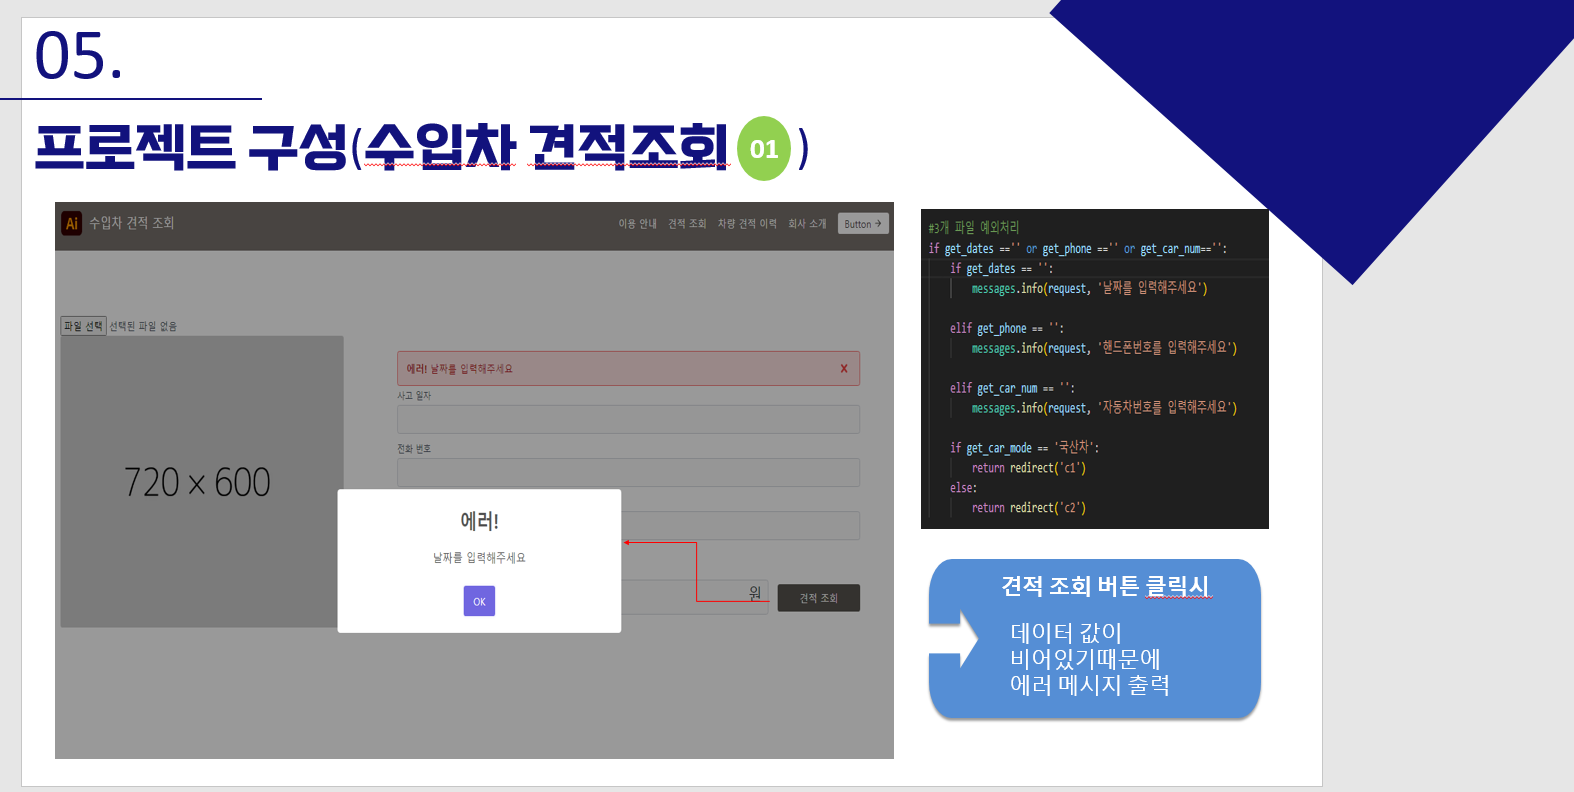 05.
프로젝트 구성(수입차 견적조회 01 )
Ai 수입차 견적 조회 이용 안내 견적 조회 차량 견적 이력 회사 소개 Button →
파일 선택 선택된 파일 없음
720 x 600
에러! 날짜를 입력해주세요 x
사고 일자
전화 번호
에러!
날짜를 입력해주세요
OK
원 견적 조회
#3개 파일 예외처리
if get_dates =='' or get_phone =='' or get_car_num=='':
if get_dates == '':
messages.info(request, '날짜를 입력해주세요')
elif get_phone == '':
messages.info(request, '핸드폰번호를 입력해주세요')
elif get_car_num == '':
messages.info(request, '자동차번호를 입력해주세요')
if get_car_mode == '국산차':
return redirect('c1')
else:
return redirect('c2')
견적 조회 버튼 클릭시
데이터 값이
비어있기때문에
에러 메시지 출력